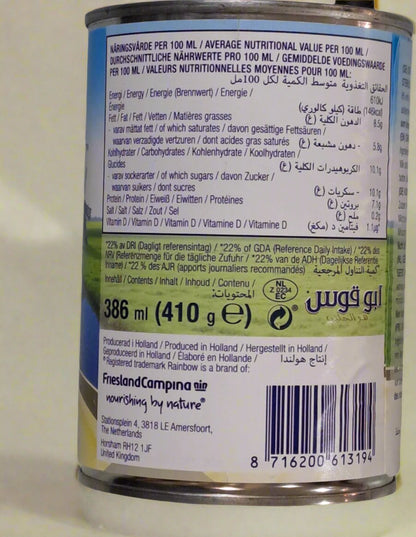 NÄRINGSVÄRDE PER 100 ML / AVERAGE NUTRITIONAL VALUE PER 100 ML /
DURCHSCHNITTLICHE NÄHRWERTE PRO 100 ML / GEMIDDELDE VOEDINGSWAARDE
PER 100 ML / VALEURS NUTRITIONNELLES MOYENNES POUR 100 ML:
الحقائق التغذوية متوسط الكمية لكل 100مل
Energi / Energy / Energie (Brennwert) / Energie / 610kJ
Énergie (146kcal) طاقة (كيلو كالوري)
Fett / Fat / Fett / Vetten / Matières grasses 8.5g الدهون الكلية (غ)
- varav mättat fett / of which saturates / davon gesättigte Fettsäuren /
waarvan verzadigde vertzuren / dont acides gras saturés 5.8g - دهون مشبعة (غ)
Kolhydrater / Carbohydrates / Kohlenhydrate / Koolhydraten /
Glucides 10.1g الكربوهيدرات الكلية (غ)
- varav sockerarter / of which sugars / davon Zucker /
waarvan suikers / dont sucres 10.1g - سكريات (غ)
Protein / Protein / Eiweiß / Eiwitten / Protéines 7.1g بروتين (غ)
Salt / Salt / Salz / Zout / Sel 0.2g ملح (غ)
Vitamin D / Vitamin D / Vitamin D / Vitamine D / Vitamine D 1.1µg* فيتامين د (مكغ)
*22% av DRI (Dagligt referensintag) / *22% of GDA (Reference Daily Intake) / *22% des
NRV (Referenzmenge für die tägliche Zufuhr / *22% van de ADH (Dagelijkse Referentie
Inname) / *22 % des AJR (apports journaliers recommandés) *كمية التناول المرجعية
Innehåll / Contents / Inhalt / Inhoud / Contenu /
المحتويات:
386 ml (410 g ℮)
NL
Z 0234
EC
أبو قوس
Producerad i Holland / Produced in Holland / Hergestellt in Holland /
Geproduceerd in Holland / Élaboré en Hollande / إنتاج هولندا
®Registered trademark Rainbow is a brand of:
FrieslandCampina
nourishing by nature®
Stationsplein 4, 3818 LE Amersfoort,
The Netherlands
Horsham RH12 1JF
United Kingdom
8 716200 613194